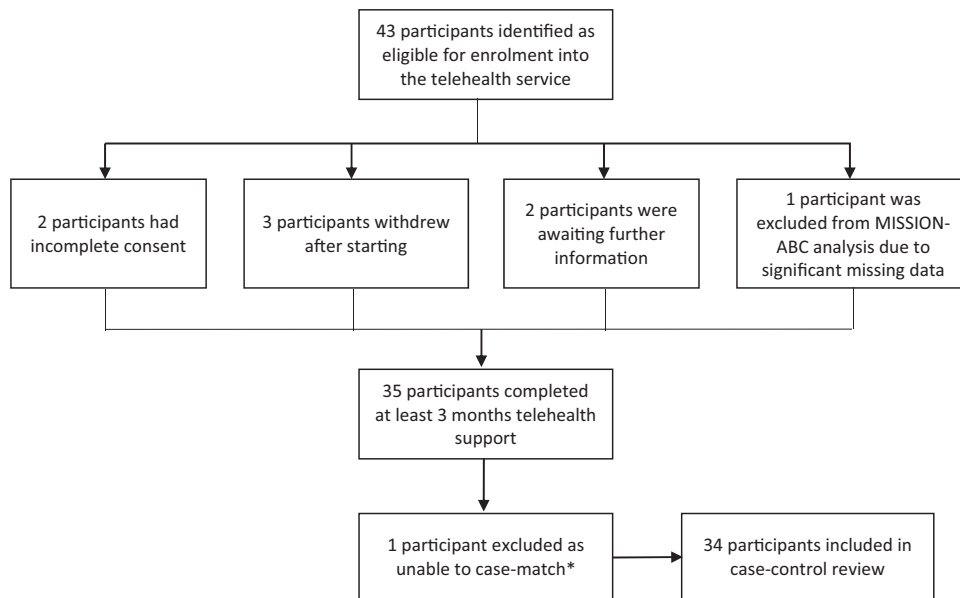 43 participants identified as
eligible for enrolment into
the telehealth service
2 participants had
incomplete consent
3 participants withdrew
after starting
2 participants were
awaiting further
information
1 participant was
excluded from MISSION-
ABC analysis due to
significant missing data
35 participants completed
at least 3 months telehealth
support
1 participant excluded as
unable to case-match*
34 participants included in
case-control review